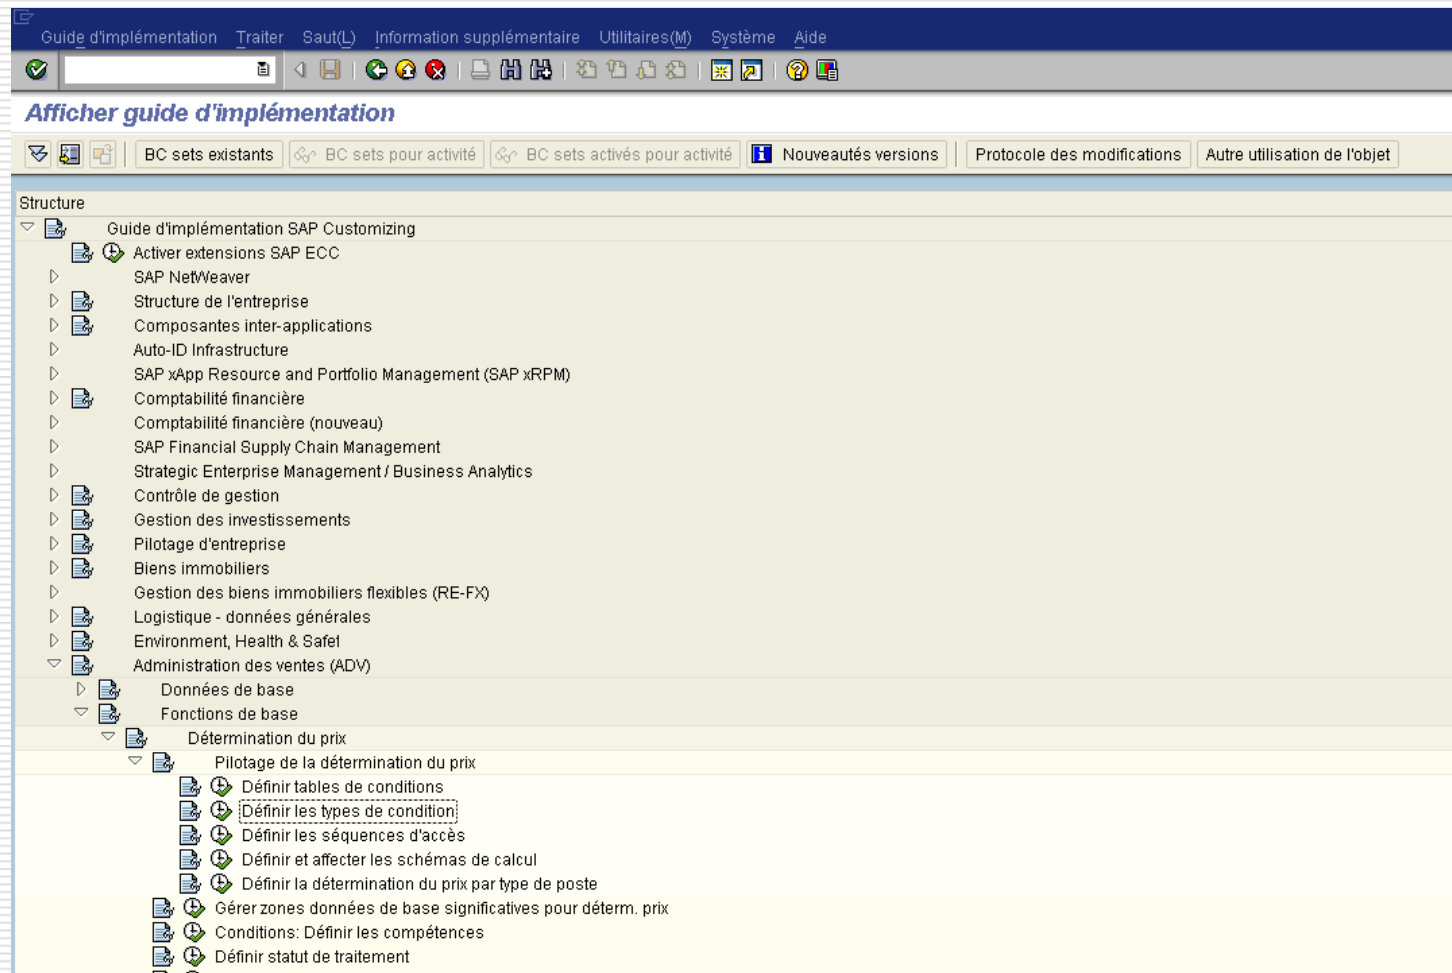 Guide d'implémentation Traiter Saut(L) Information supplémentaire Utilitaires(M) Système Aide
Afficher guide d'implémentation
BC sets existants BC sets pour activité BC sets activés pour activité Nouveautés versions Protocole des modifications Autre utilisation de l'objet
Structure
Guide d'implémentation SAP Customizing
Activer extensions SAP ECC
SAP NetWeaver
Structure de l'entreprise
Composantes inter-applications
Auto-ID Infrastructure
SAP xApp Resource and Portfolio Management (SAP xRPM)
Comptabilité financière
Comptabilité financière (nouveau)
SAP Financial Supply Chain Management
Strategic Enterprise Management / Business Analytics
Contrôle de gestion
Gestion des investissements
Pilotage d'entreprise
Biens immobiliers
Gestion des biens immobiliers flexibles (RE-FX)
Logistique - données générales
Environment, Health & Safet
Administration des ventes (ADV)
Données de base
Fonctions de base
Détermination du prix
Pilotage de la détermination du prix
Définir tables de conditions
Définir les types de condition
Définir les séquences d'accès
Définir et affecter les schémas de calcul
Définir la détermination du prix par type de poste
Gérer zones données de base significatives pour déterm. prix
Conditions: Définir les compétences
Définir statut de traitement